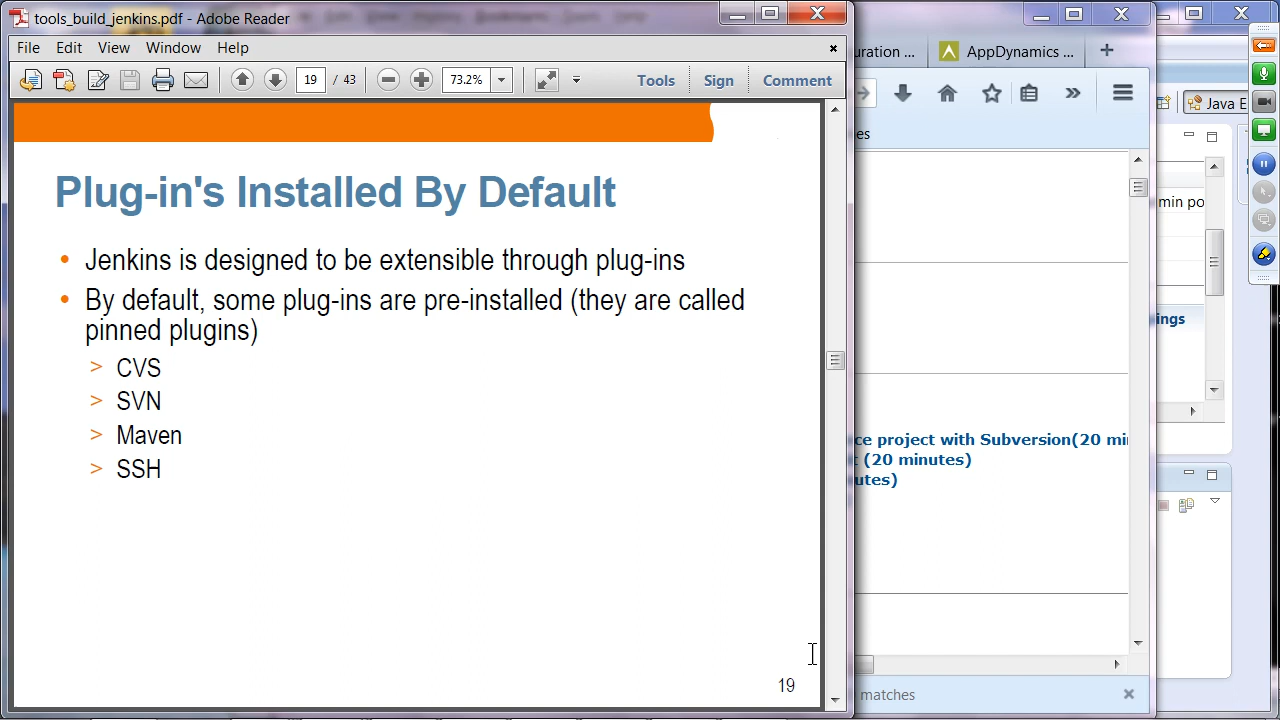 tools_build_jenkins.pdf - Adobe Reader
File Edit View Window Help
19 / 43 73.2% Tools Sign Comment
Plug-in's Installed By Default
• Jenkins is designed to be extensible through plug-ins
• By default, some plug-ins are pre-installed (they are called
pinned plugins)
> CVS
> SVN
> Maven
> SSH
19
uration ...
AppDynamics ...
es
ce project with Subversion(20 mi
t (20 minutes)
utes)
matches
Java E
min po
ings